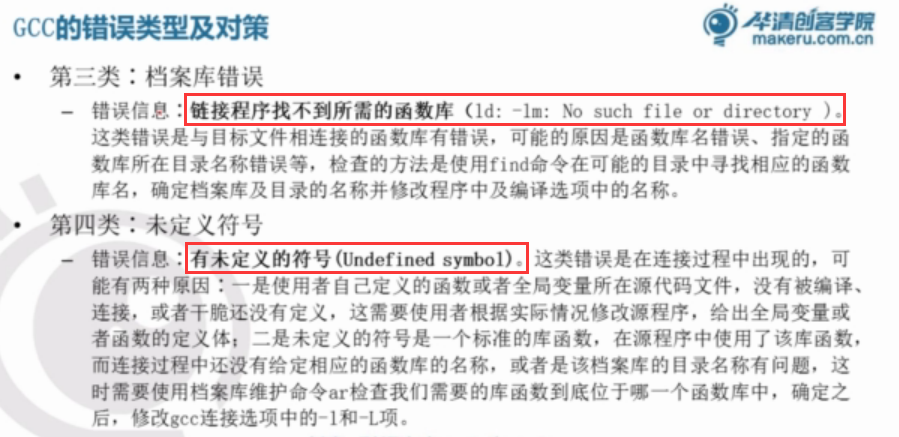 GCC的错误类型及对策
华清创客学院
makeru.com.cn
• 第三类：档案库错误
– 错误信息：链接程序找不到所需的函数库（ld: -lm: No such file or directory ）。
这类错误是与目标文件相连接的函数库有错误，可能的原因是函数库名错误、指定的函
数库所在目录名称错误等，检查的方法是使用find命令在可能的目录中寻找相应的函数
库名，确定档案库及目录的名称并修改程序中及编译选项中的名称。
• 第四类：未定义符号
– 错误信息：有未定义的符号(Undefined symbol)。这类错误是在连接过程中出现的，可
能有两种原因：一是使用者自己定义的函数或者全局变量所在源代码文件，没有被编译、
连接，或者干脆还没有定义，这需要使用者根据实际情况修改源程序，给出全局变量或
者函数的定义体；二是未定义的符号是一个标准的库函数，在源程序中使用了该库函数，
而连接过程中还没有给定相应的函数库的名称，或者是该档案库的目录名称有问题，这
时需要使用档案库维护命令ar检查我们需要的库函数到底位于哪一个函数库中，确定之
后，修改gcc连接选项中的-l和-L项。